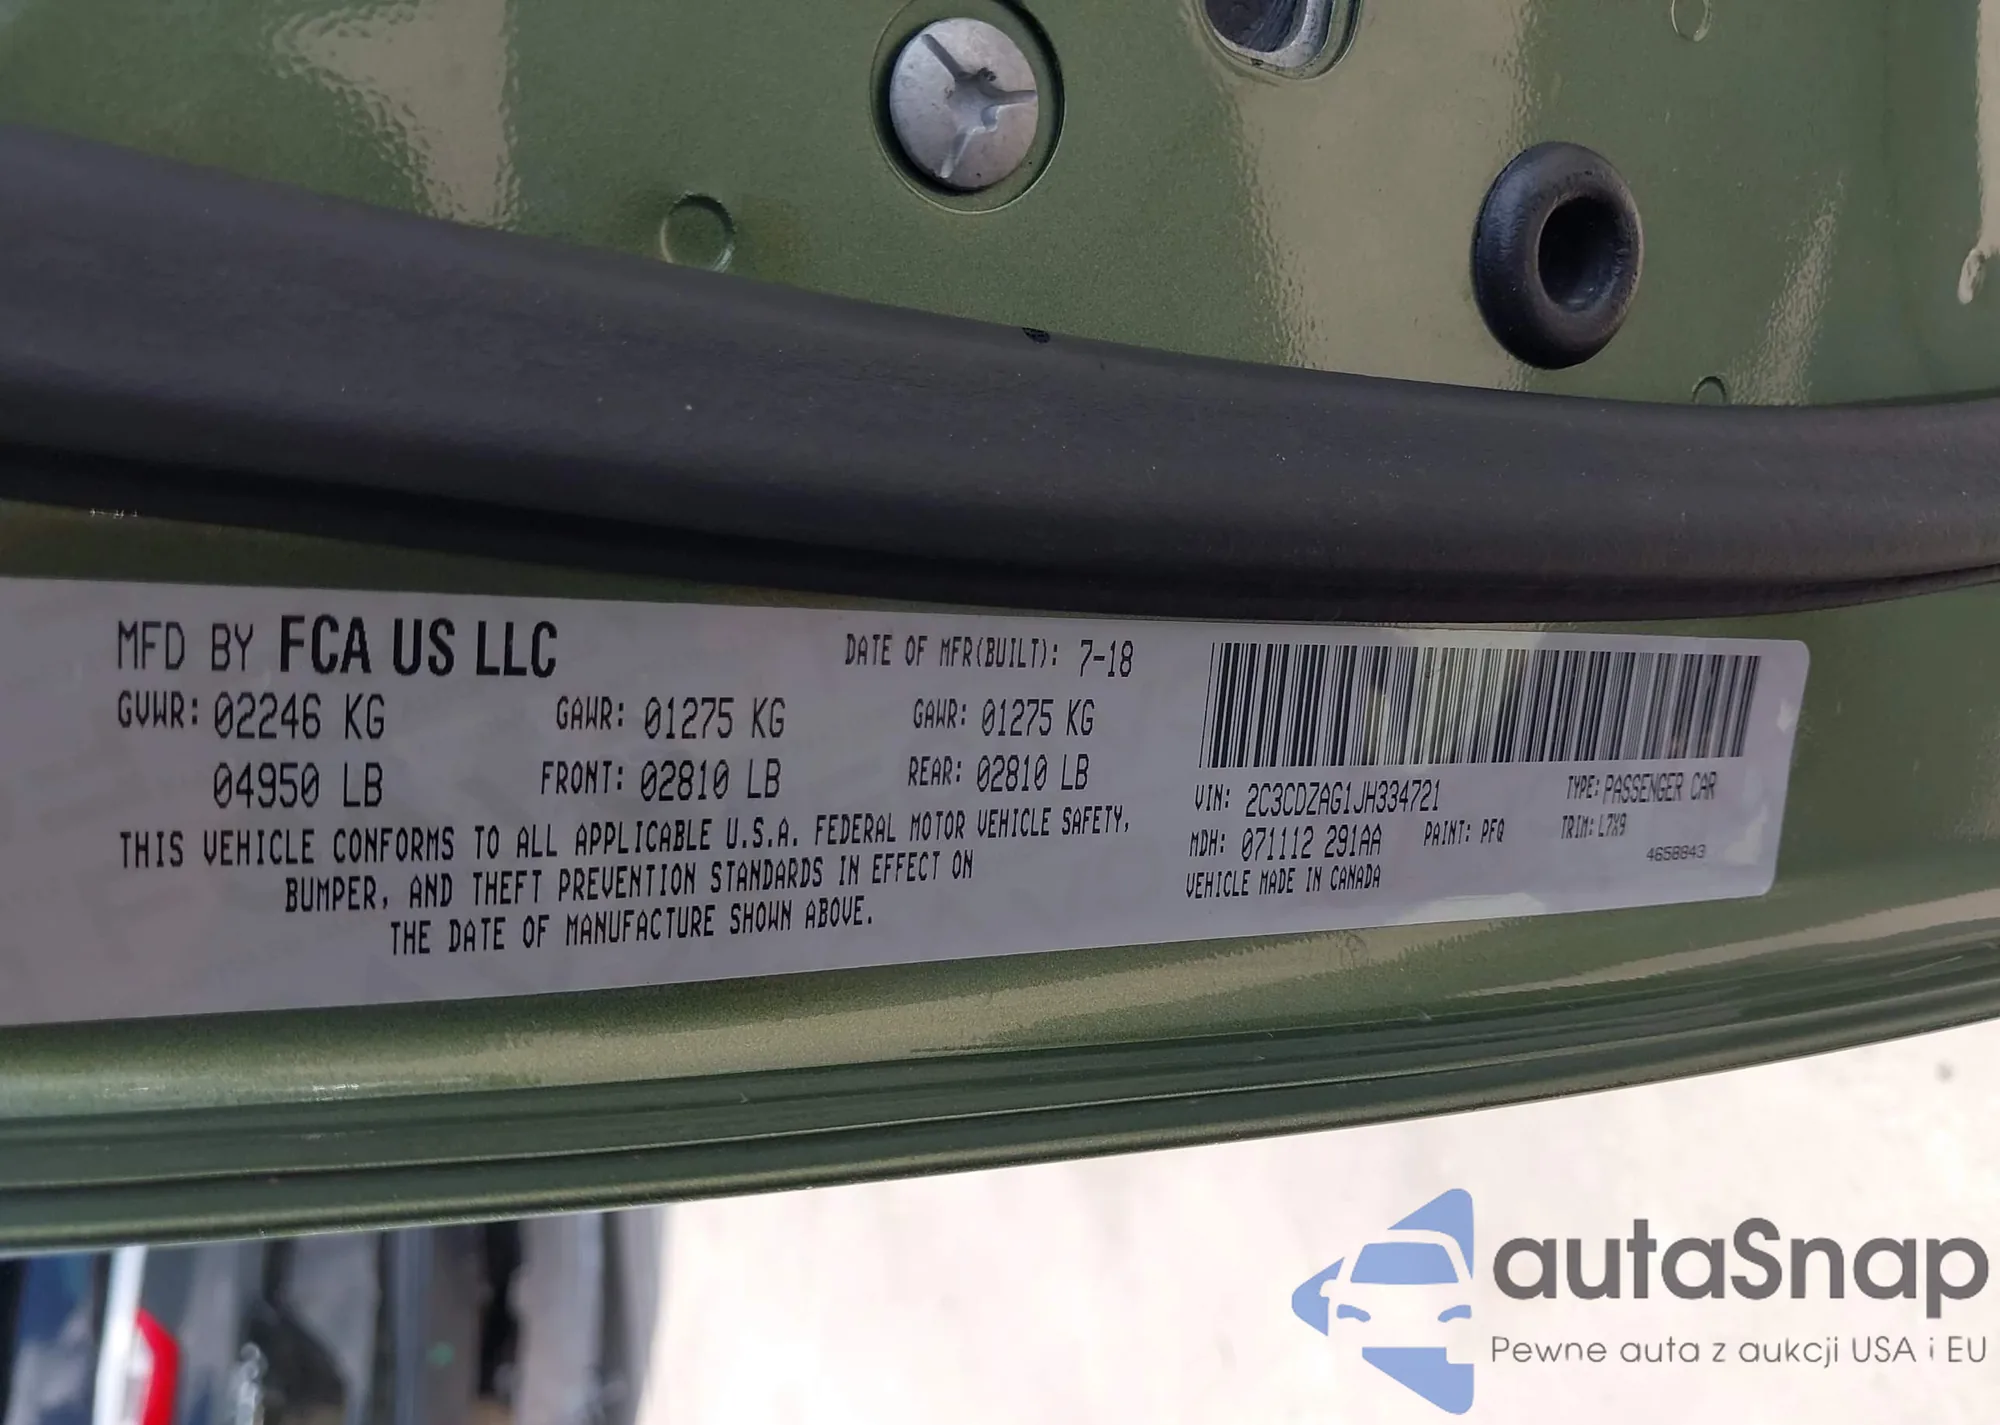 MFD BY FCA US LLC DATE OF MFR(BUILT): 7-18
GVWR: 02246 KG GAWR: 01275 KG GAWR: 01275 KG
04950 LB FRONT: 02810 LB REAR: 02810 LB
THIS VEHICLE CONFORMS TO ALL APPLICABLE U.S.A. FEDERAL MOTOR VEHICLE SAFETY,
BUMPER, AND THEFT PREVENTION STANDARDS IN EFFECT ON
THE DATE OF MANUFACTURE SHOWN ABOVE.
VIN: 2C3CDZAG1JH334721 TYPE: PASSENGER CAR
MDH: 071112 291AA PAINT: PFQ TRIM: L7X9
VEHICLE MADE IN CANADA 4658843
autaSnap
Pewne auta z aukcji USA i EU